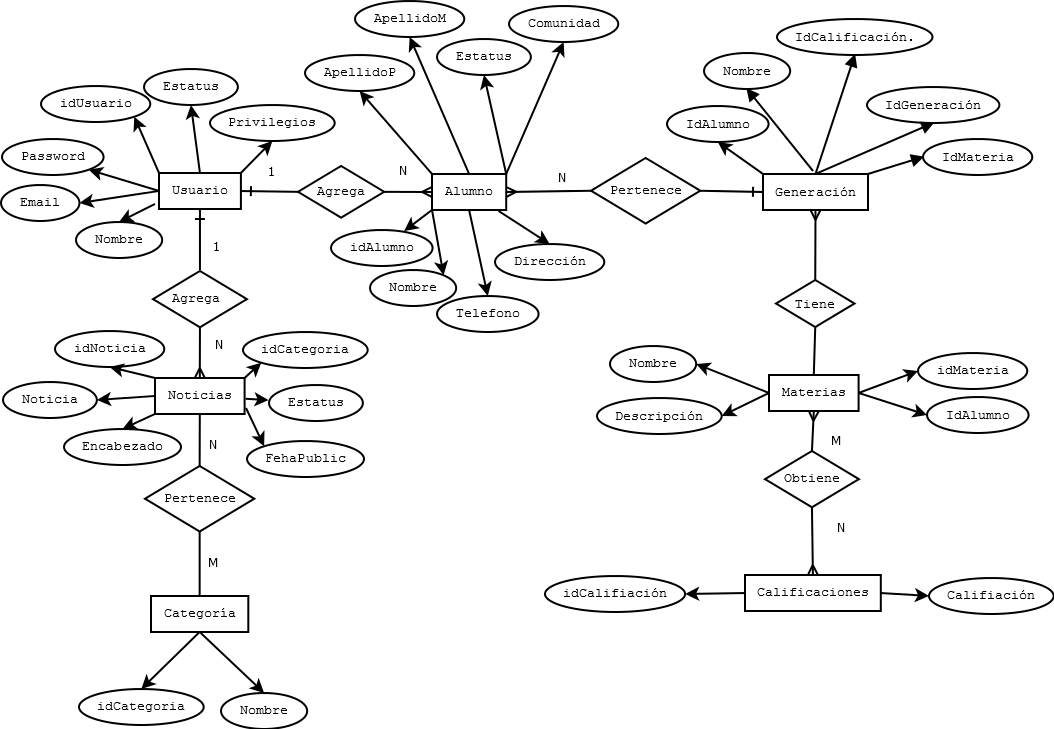 ApellidoM
Comunidad
IdCalificación.
ApellidoP
Estatus
Nombre
Estatus
idUsuario
Privilegios
IdAlumno
IdGeneración
Password
IdMateria
1
N
N
Usuario
Agrega
Alumno
Pertenece
Generación
Email
Nombre
1
idAlumno
Dirección
Nombre
Agrega
Telefono
Tiene
N
idNoticia
idCategoria
Nombre
idMateria
Noticia
Noticias
Estatus
Materias
Descripción
IdAlumno
Encabezado
N
FehaPublic
M
Pertenece
Obtiene
N
M
idCalifiación
Calificaciones
Califiación
Categoría
idCategoria
Nombre